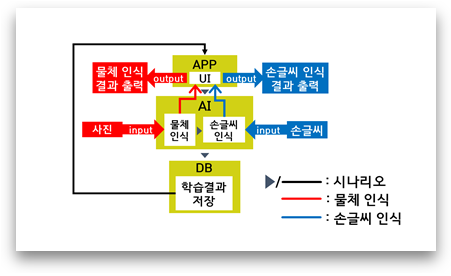 APP
물체 인식
결과 출력
output
UI
output
손글씨 인식
결과 출력
AI
사진
input
물체
인식
손글씨
인식
input
손글씨
DB
학습결과
저장
/ : 시나리오
: 물체 인식
: 손글씨 인식